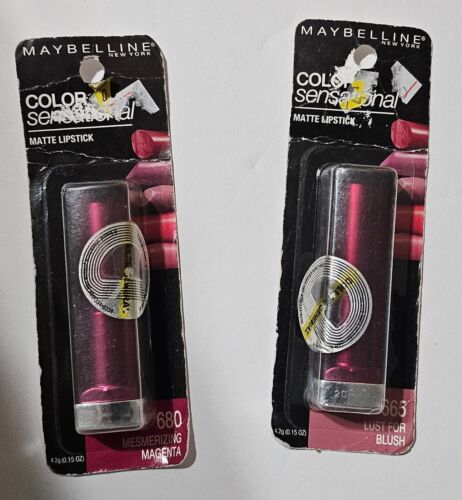 MAYBELLINE®
NEW YORK
COLOR
sensational
MATTE LIPSTICK
680
MESMERIZING
MAGENTA
4.2g (0.15 OZ)
MAYBELLINE®
NEW YORK
COLOR
sensational
MATTE LIPSTICK
665
LUST FOR
BLUSH
4.2g (0.15 OZ)